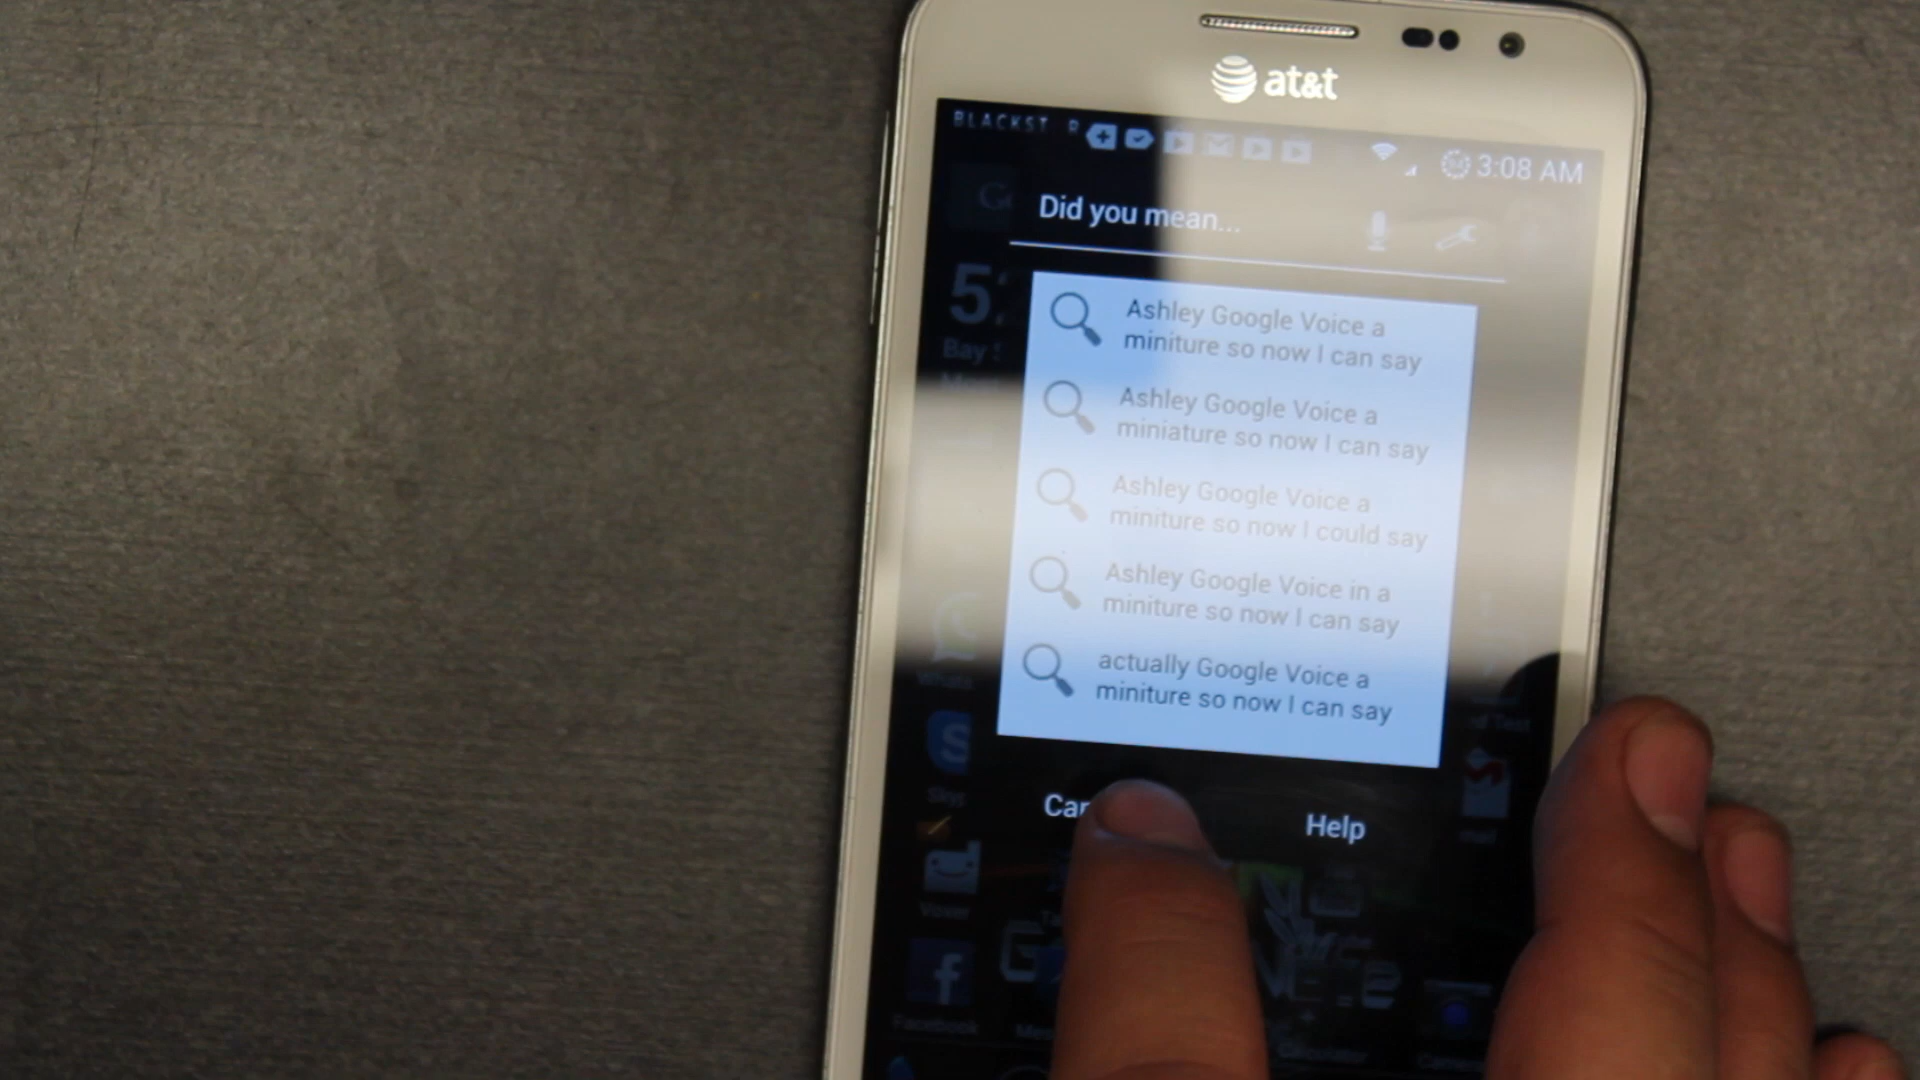 at&t
BLACKST R
3:08 AM
Did you mean...
Ashley Google Voice a
miniture so now I can say
Ashley Google Voice a
miniature so now I can say
Ashley Google Voice a
miniture so now I could say
Ashley Google Voice in a
miniture so now I can say
actually Google Voice a
miniture so now I can say
Help
Facebook